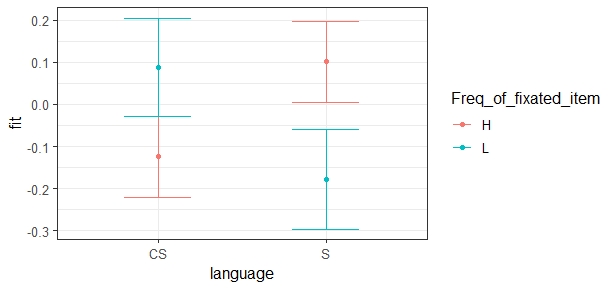 0.2
0.1
0.0
-0.1
-0.2
-0.3
fit
CS S
language
Freq_of_fixated_item
H
L